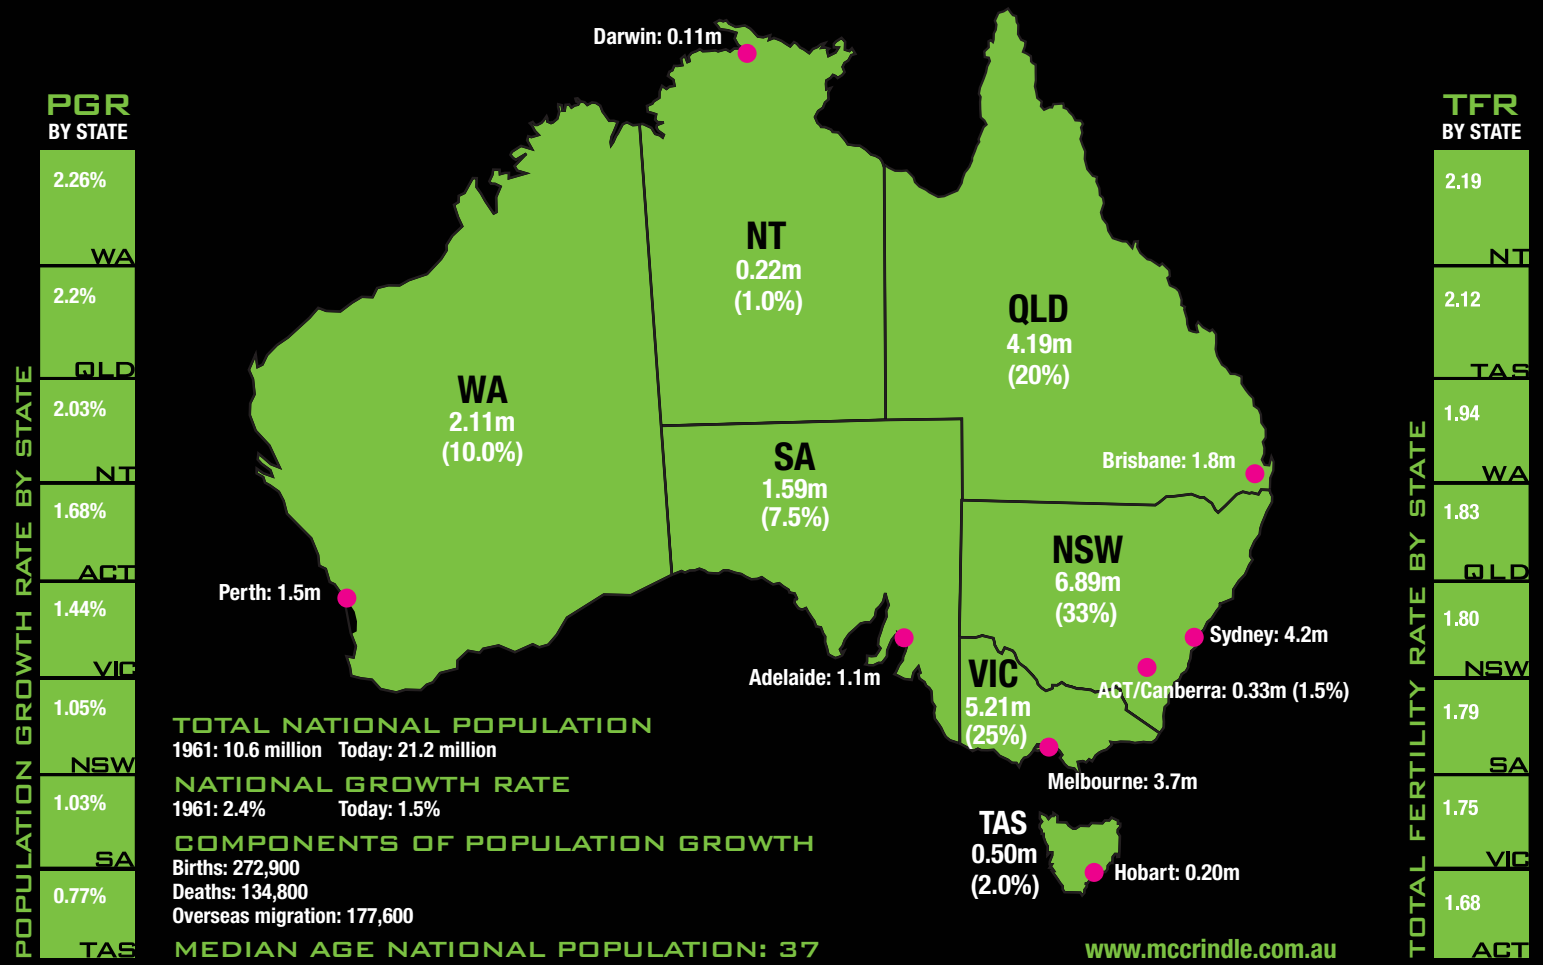 PGR
BY STATE
2.26%
WA
2.2%
QLD
2.03%
NT
1.68%
ACT
1.44%
VIC
1.05%
NSW
1.03%
SA
0.77%
TAS
POPULATION GROWTH RATE BY STATE
Darwin: 0.11m
NT
0.22m
(1.0%)
QLD
4.19m
(20%)
WA
2.11m
(10.0%)
SA
1.59m
(7.5%)
Brisbane: 1.8m
NSW
6.89m
(33%)
Perth: 1.5m
Sydney: 4.2m
Adelaide: 1.1m
VIC
5.21m
(25%)
ACT/Canberra: 0.33m (1.5%)
Melbourne: 3.7m
TAS
0.50m
(2.0%)
Hobart: 0.20m
TOTAL NATIONAL POPULATION
1961: 10.6 million Today: 21.2 million
NATIONAL GROWTH RATE
1961: 2.4% Today: 1.5%
COMPONENTS OF POPULATION GROWTH
Births: 272,900
Deaths: 134,800
Overseas migration: 177,600
MEDIAN AGE NATIONAL POPULATION: 37
www.mccrindle.com.au
TFR
BY STATE
2.19
NT
2.12
TAS
1.94
WA
1.83
QLD
1.80
NSW
1.79
SA
1.75
VIC
1.68
ACT
TOTAL FERTILITY RATE BY STATE